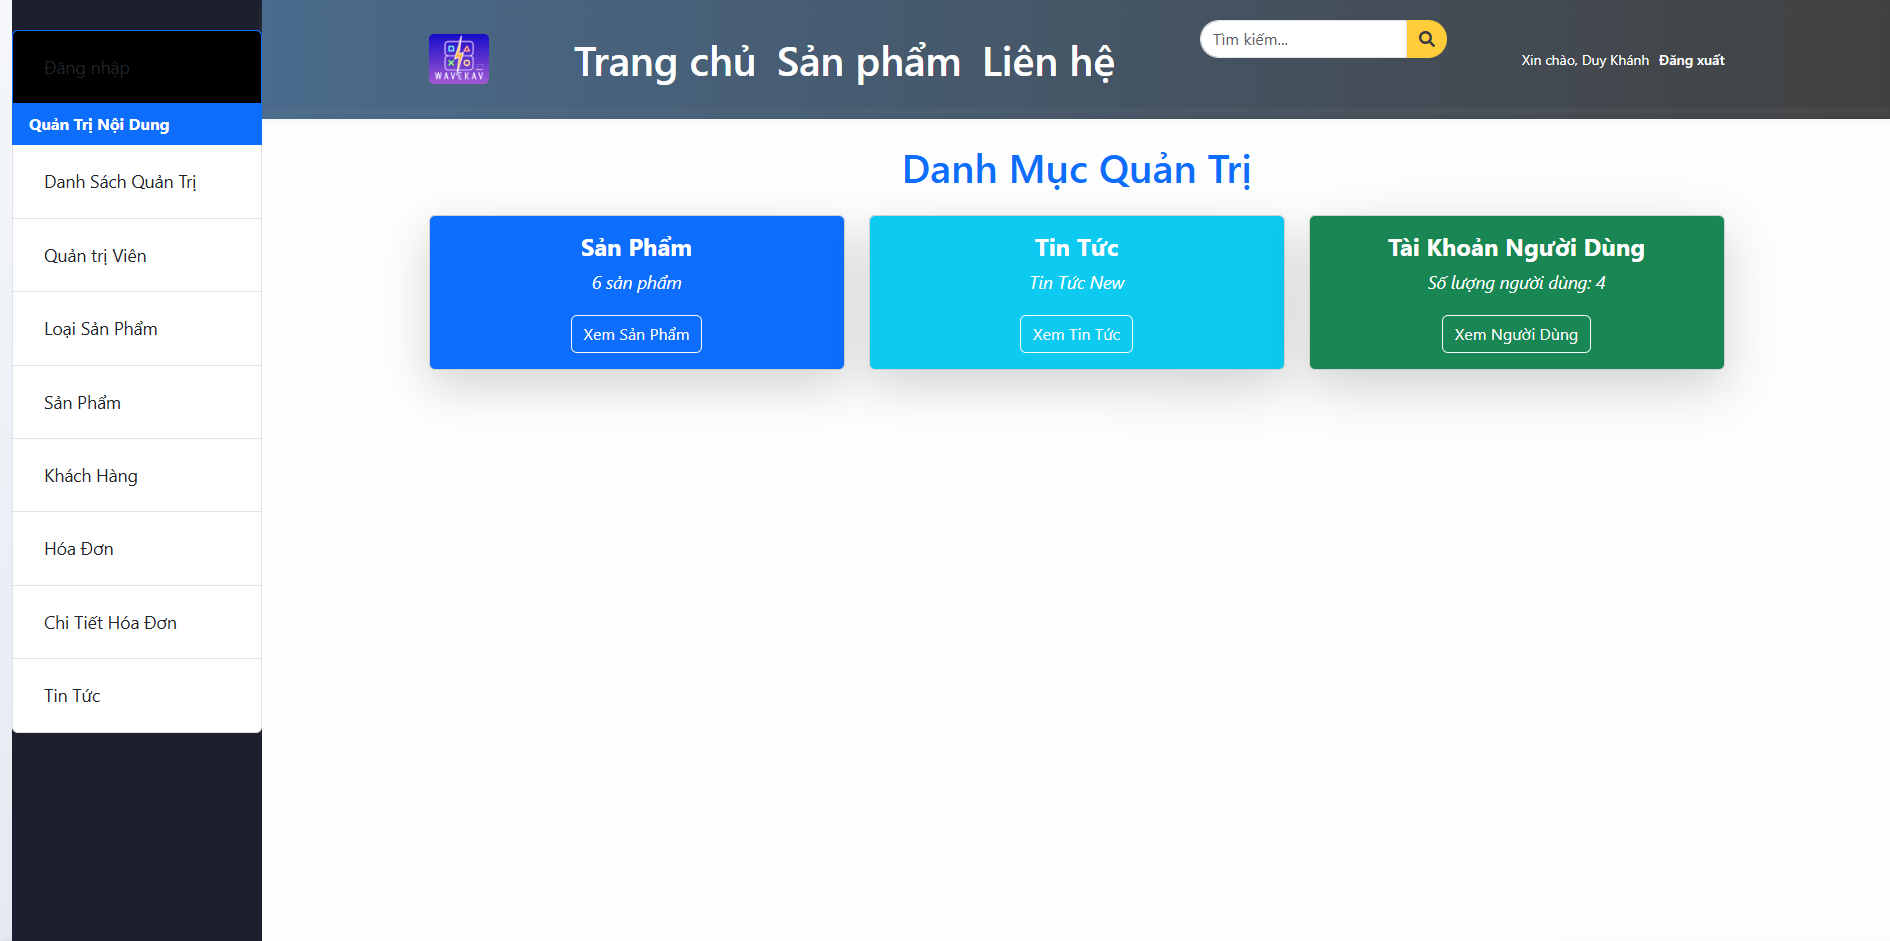 Đăng nhập
Quản Trị Nội Dung
Danh Sách Quản Trị
Quản trị Viên
Loại Sản Phẩm
Sản Phẩm
Khách Hàng
Hóa Đơn
Chi Tiết Hóa Đơn
Tin Tức
WAVEKAV
Trang chủ Sản phẩm Liên hệ
Tìm kiếm...
Xin chào, Duy Khánh Đăng xuất
Danh Mục Quản Trị
Sản Phẩm
6 sản phẩm
Xem Sản Phẩm
Tin Tức
Tin Tức New
Xem Tin Tức
Tài Khoản Người Dùng
Số lượng người dùng: 4
Xem Người Dùng